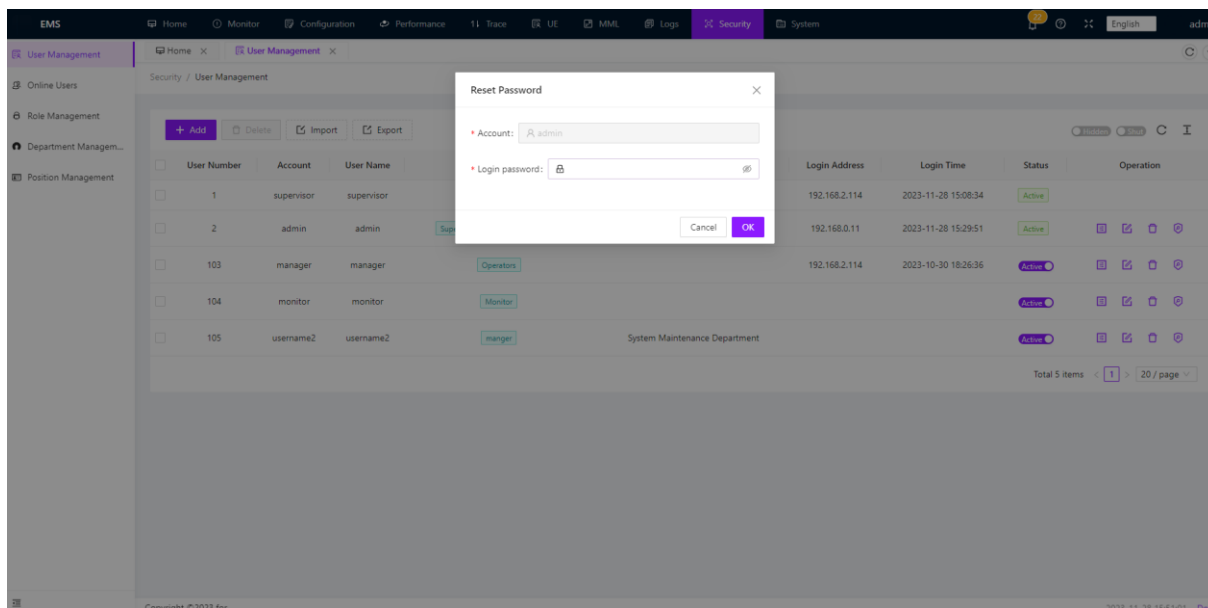 EMS Home Monitor Configuration Performance Trace UE MML Logs Security System 22 English
User Management Home User Management
Online Users Security / User Management
Role Management
Department Managem...
Position Management
Reset Password
* Account: admin
* Login password:
Cancel OK
+ Add Delete Import Export Hidden Shut
User Number Account User Name Login Address Login Time Status Operation
1 supervisor supervisor 192.168.2.114 2023-11-28 15:08:34 Active
2 admin admin 192.168.0.11 2023-11-28 15:29:51 Active
103 manager manager Operators 192.168.2.114 2023-10-30 18:26:36 Active
104 monitor monitor Monitor Active
105 username2 username2 manger System Maintenance Department Active
Total 5 items < 1 > 20 / page